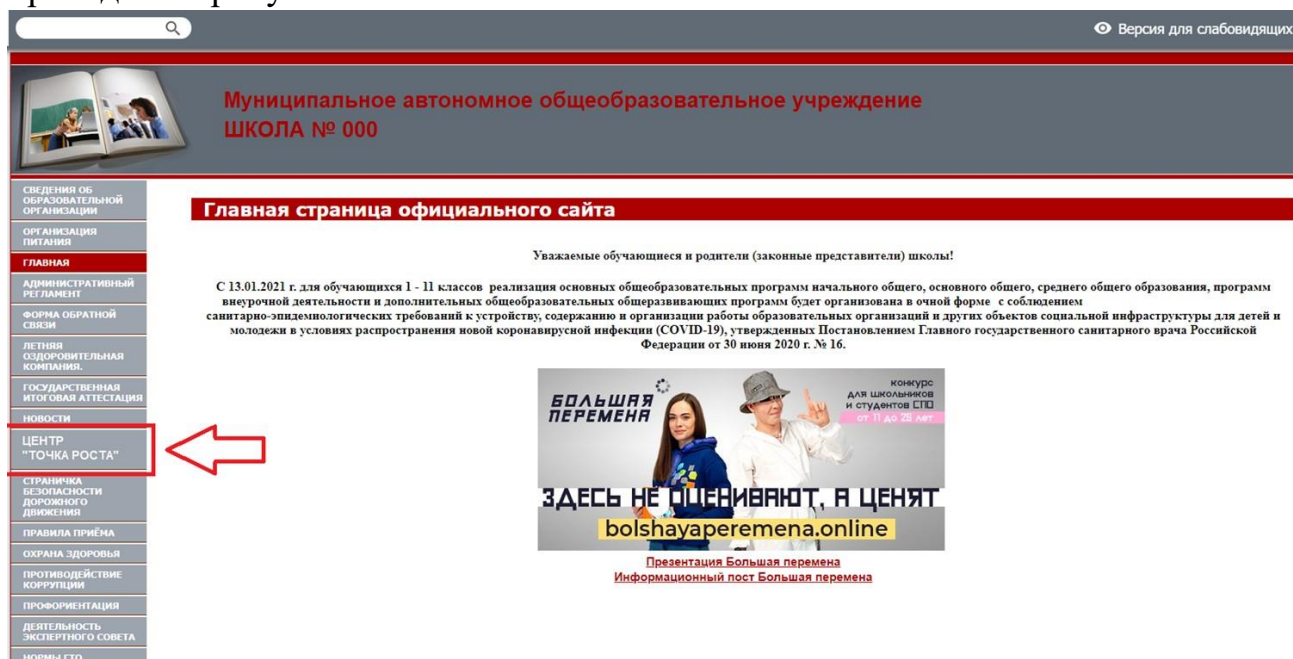 Версия для слабовидящих
Муниципальное автономное общеобразовательное учреждение
ШКОЛА № 000
СВЕДЕНИЯ ОБ
ОБРАЗОВАТЕЛЬНОЙ
ОРГАНИЗАЦИИ
ОРГАНИЗАЦИЯ
ПИТАНИЯ
ГЛАВНАЯ
АДМИНИСТРАТИВНЫЙ
РЕГЛАМЕНТ
ФОРМА ОБРАТНОЙ
СВЯЗИ
ЛЕТНЯЯ
ОЗДОРОВИТЕЛЬНАЯ
КОМПАНИЯ.
ГОСУДАРСТВЕННАЯ
ИТОГОВАЯ АТТЕСТАЦИЯ
НОВОСТИ
ЦЕНТР
"ТОЧКА РОСТА"
СТРАНИЧКА
БЕЗОПАСНОСТИ
ДОРОЖНОГО
ДВИЖЕНИЯ
ПРАВИЛА ПРИЁМА
ОХРАНА ЗДОРОВЬЯ
ПРОТИВОДЕЙСТВИЕ
КОРРУПЦИИ
ПРОФОРИЕНТАЦИЯ
ДЕЯТЕЛЬНОСТЬ
ЭКСПЕРТНОГО СОВЕТА
НОРМЫ ГТО
Главная страница официального сайта
Уважаемые обучающиеся и родители (законные представители) школы!
С 13.01.2021 г. для обучающихся 1 - 11 классов реализация основных общеобразовательных программ начального общего, основного общего, среднего общего образования, программ
внеурочной деятельности и дополнительных общеобразовательных общеразвивающих программ будет организована в очной форме с соблюдением
санитарно-эпидемиологических требований к устройству, содержанию и организации работы образовательных организаций и других объектов социальной инфраструктуры для детей и
молодежи в условиях распространения новой коронавирусной инфекции (COVID-19), утвержденных Постановлением Главного государственного санитарного врача Российской
Федерации от 30 июня 2020 г. № 16.
БОЛЬШАЯ
ПЕРЕМЕНА
конкурс
для школьников
и студентов СПО
от 11 до 25 лет
ЗДЕСЬ НЕ ОЦЕНИВАЮТ, А ЦЕНЯТ
bolshayaperemena.online
Презентация Большая перемена
Информационный пост Большая перемена